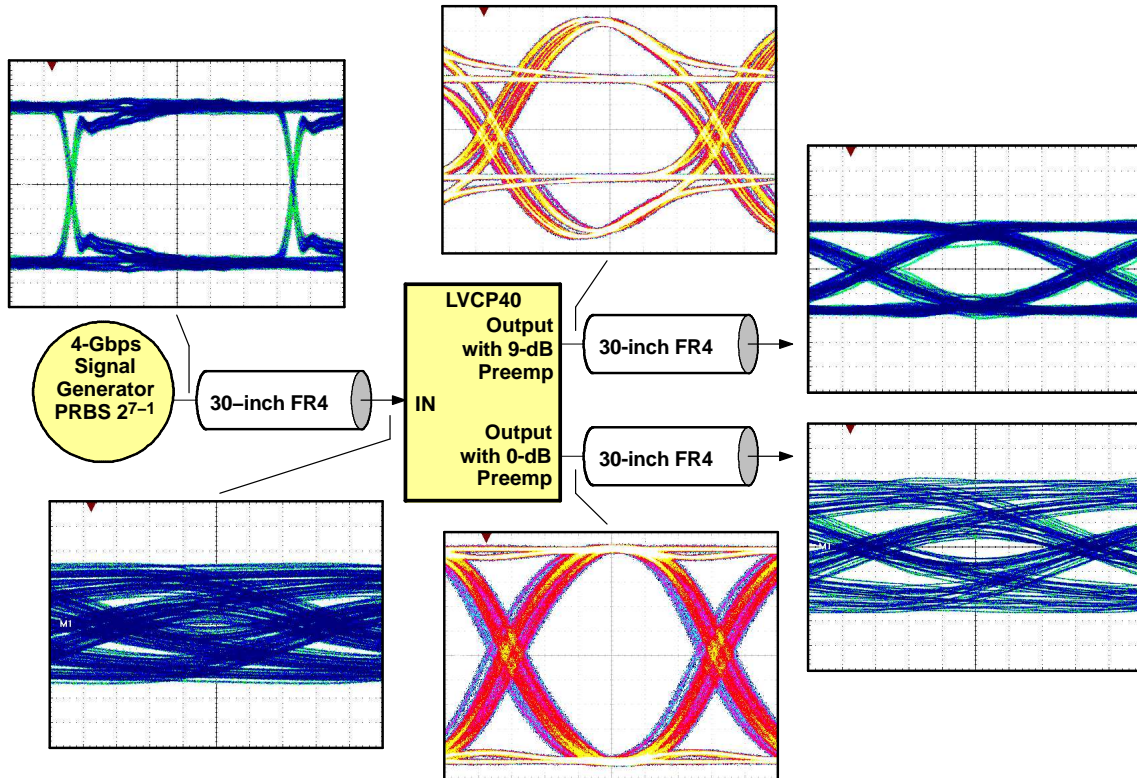 4-Gbps
Signal
Generator
PRBS 2⁷⁻¹
30–inch FR4
LVCP40
Output
with 9-dB
Preemp
IN
Output
with 0-dB
Preemp
30-inch FR4
30-inch FR4
M1
M1